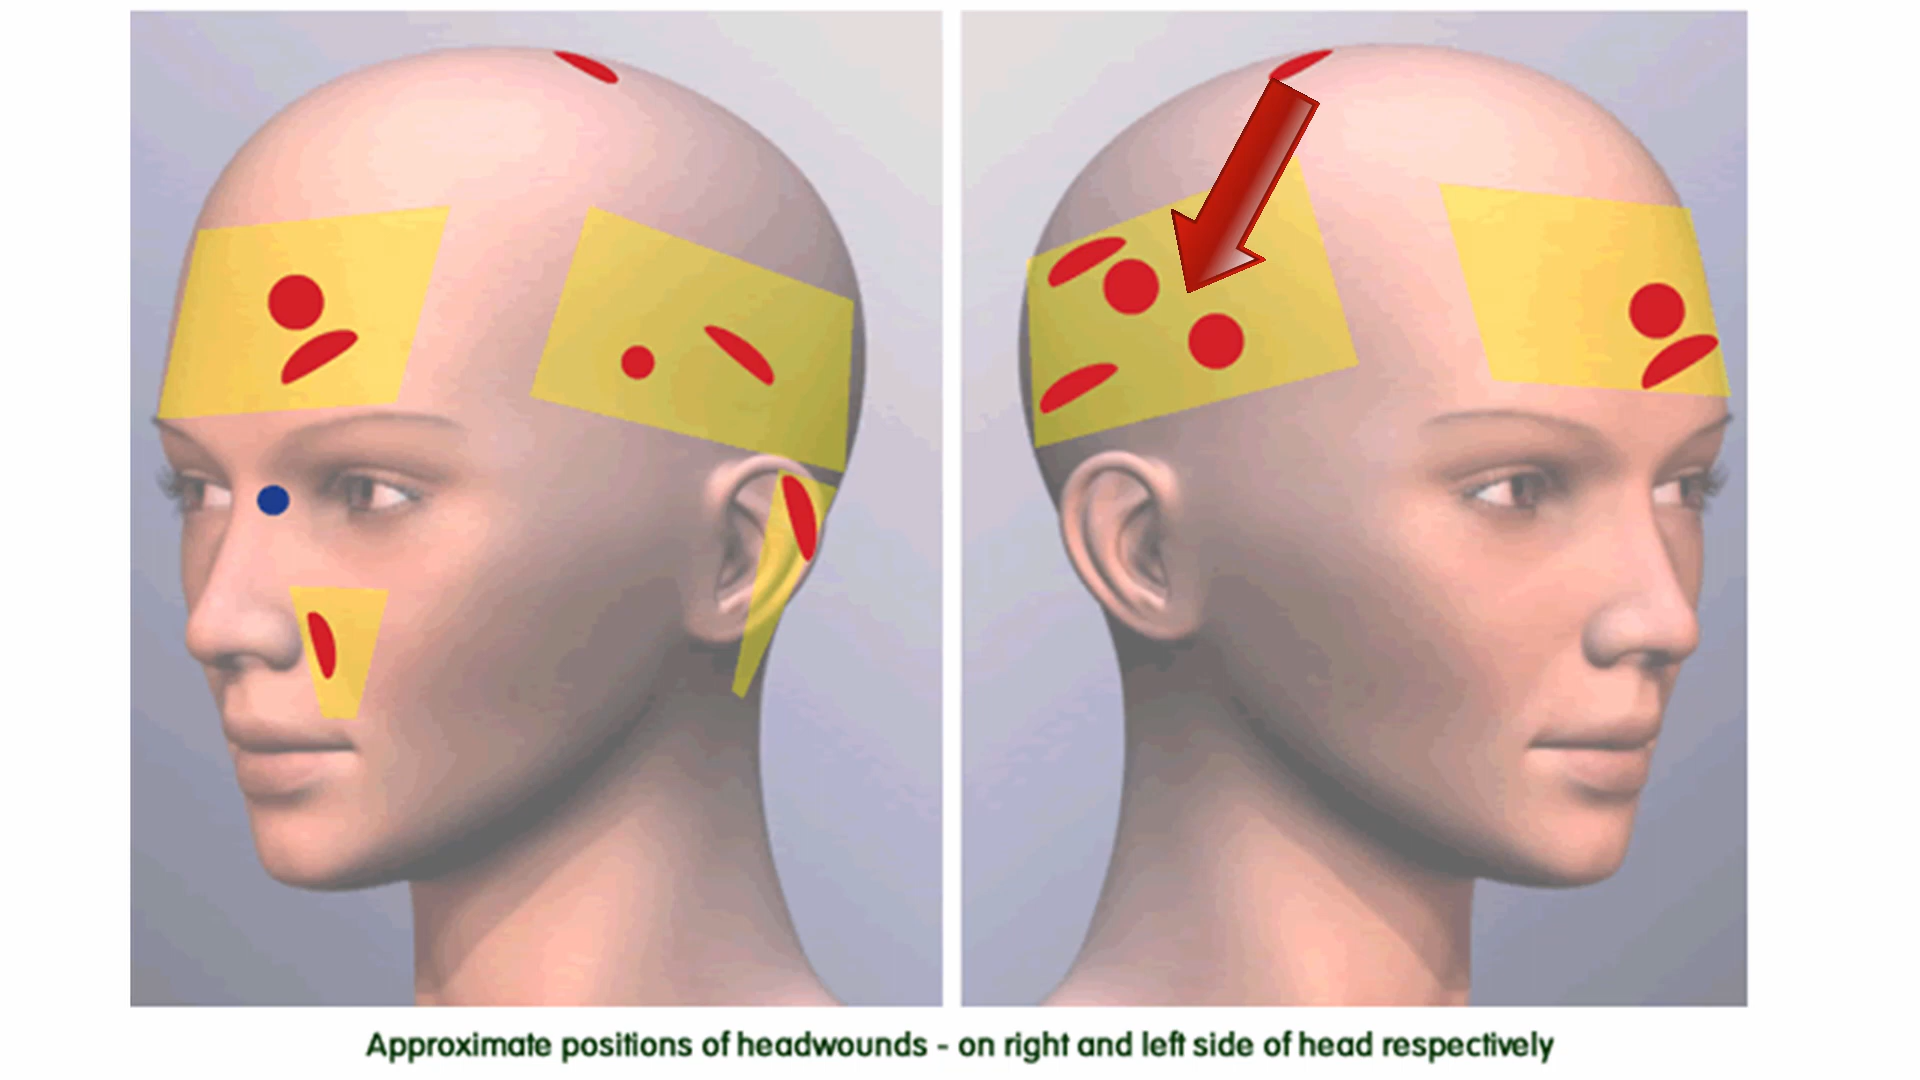 Approximate positions of headwounds - on right and left side of head respectively